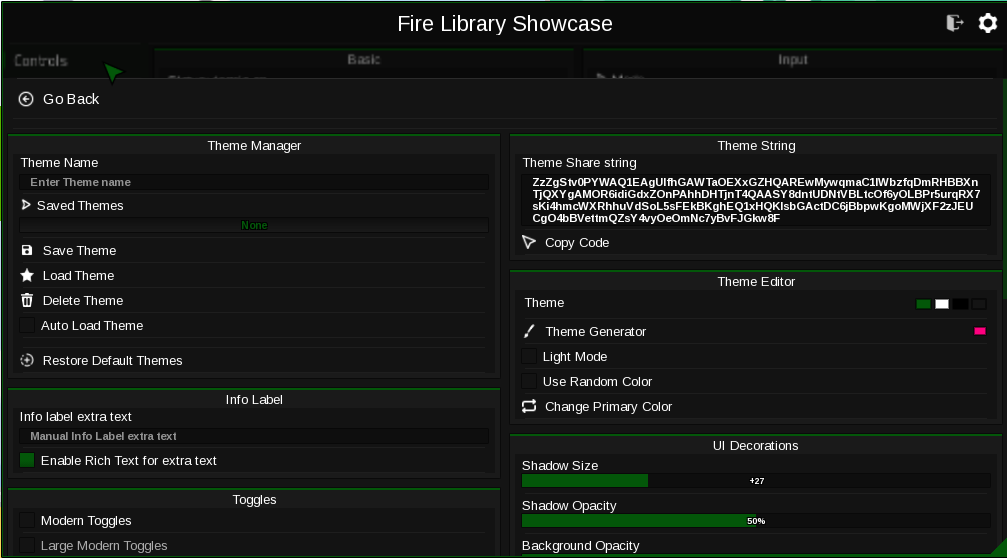 Fire Library Showcase
Controls
Basic
Input
Go Back
Theme Manager
Theme Name
Enter Theme name
Saved Themes
None
Save Theme
Load Theme
Delete Theme
Auto Load Theme
Restore Default Themes
Info Label
Info label extra text
Manual Info Label extra text
Enable Rich Text for extra text
Toggles
Modern Toggles
Large Modern Toggles
Theme String
Theme Share string
ZzZgStv0PYWAQ1EAgUIfhGAWTaOEXxGZHQAREwMywqmaC1IWbzfqDmRHBBXn
TjQXYgAMOR6idiGdxZOnPAhhDHTjnT4QAASY8dntUDNtVBLtcOf6yOLBPr5urqRX7
sKi4hmcWXRihuVdSoL5sFEkBKghEQ1xHQKlsbGActDC6jBbpwKgoMWjXF2zJEU
CgO4bBVettmQZsY4vyOeOmNc7yBvFJGkw8F
Copy Code
Theme Editor
Theme
Theme Generator
Light Mode
Use Random Color
Change Primary Color
UI Decorations
Shadow Size
+27
Shadow Opacity
50%
Background Opacity